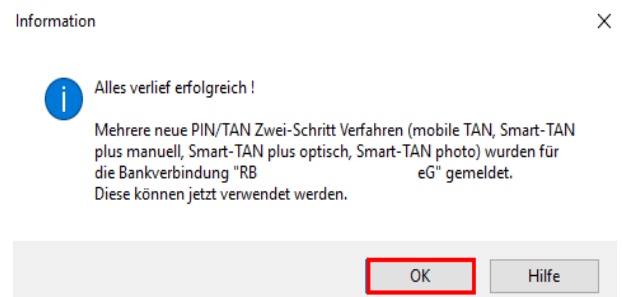 Information
Alles verlief erfolgreich !
Mehrere neue PIN/TAN Zwei-Schritt Verfahren (mobile TAN, Smart-TAN
plus manuell, Smart-TAN plus optisch, Smart-TAN photo) wurden für
die Bankverbindung "RB eG" gemeldet.
Diese können jetzt verwendet werden.
OK Hilfe